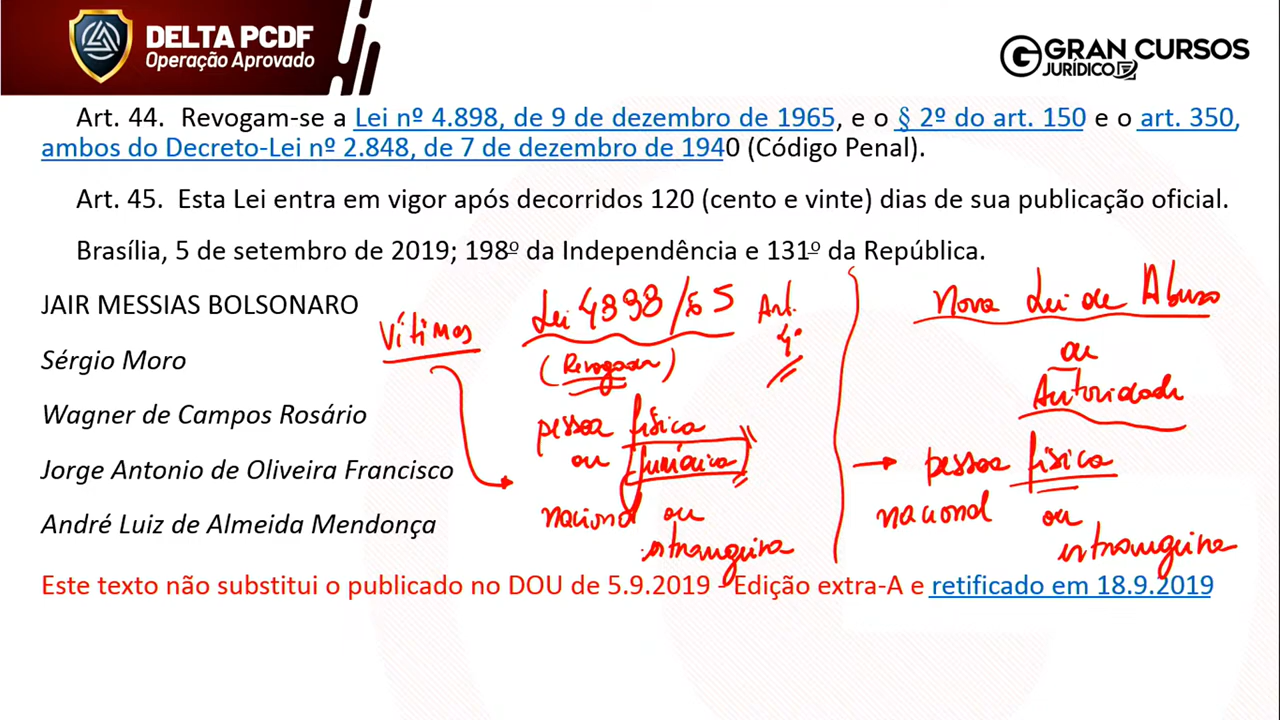 DELTA PCDF
Operação Aprovado
GRAN CURSOS
JURÍDICO
Art. 44. Revogam-se a Lei nº 4.898, de 9 de dezembro de 1965, e o § 2º do art. 150 e o art. 350,
ambos do Decreto-Lei nº 2.848, de 7 de dezembro de 1940 (Código Penal).
Art. 45. Esta Lei entra em vigor após decorridos 120 (cento e vinte) dias de sua publicação oficial.
Brasília, 5 de setembro de 2019; 198º da Independência e 131º da República.
JAIR MESSIAS BOLSONARO
Sérgio Moro
Wagner de Campos Rosário
Jorge Antonio de Oliveira Francisco
André Luiz de Almeida Mendonça
Vítimas
Lei 4898/65 Art. 4º
pessoa física
ou jurídica
nacional ou
estrangeira
Nova Lei de Abuso
ou
Autoridade
pessoa física
nacional ou
estrangeira
Este texto não substitui o publicado no DOU de 5.9.2019 - Edição extra-A e retificado em 18.9.2019